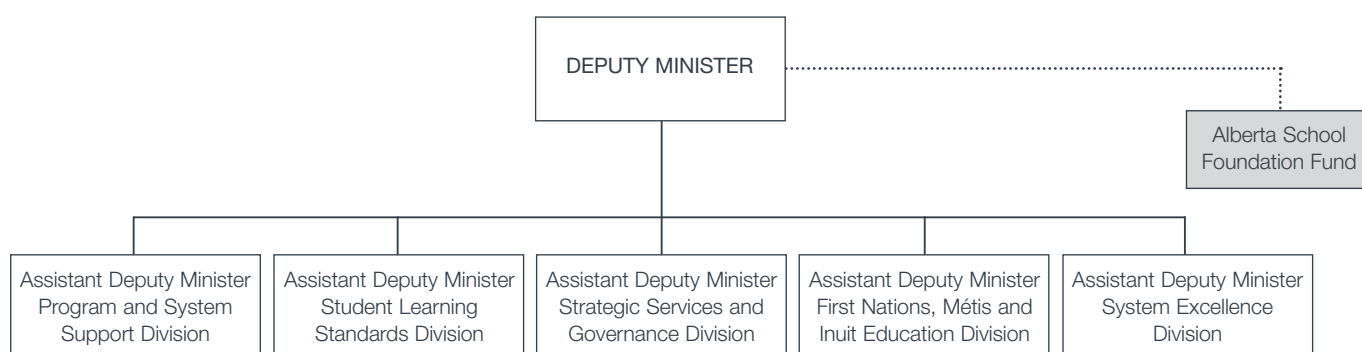 DEPUTY MINISTER
Alberta School
Foundation Fund
Assistant Deputy Minister
Program and System
Support Division
Assistant Deputy Minister
Student Learning
Standards Division
Assistant Deputy Minister
Strategic Services and
Governance Division
Assistant Deputy Minister
First Nations, Métis and
Inuit Education Division
Assistant Deputy Minister
System Excellence
Division